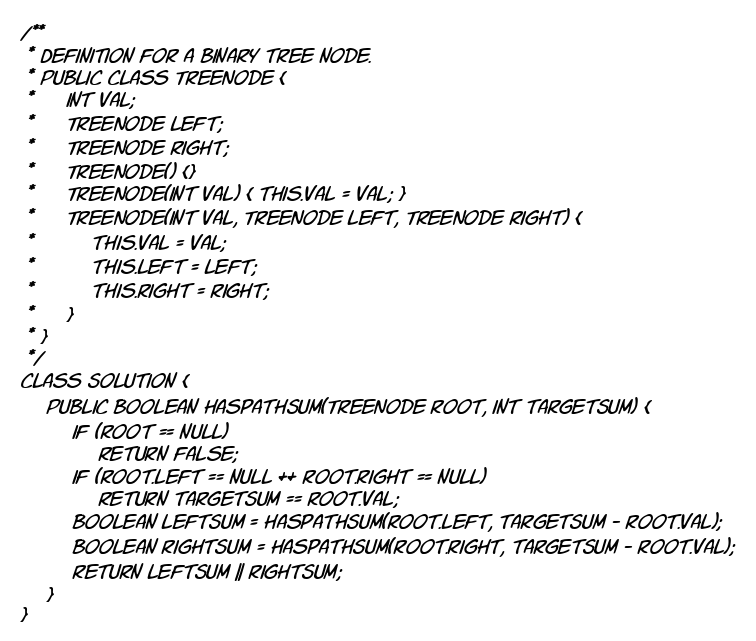 /**
 * DEFINITION FOR A BINARY TREE NODE.
 * PUBLIC CLASS TREENODE {
 *     INT VAL;
 *     TREENODE LEFT;
 *     TREENODE RIGHT;
 *     TREENODE() {}
 *     TREENODE(INT VAL) { THIS.VAL = VAL; }
 *     TREENODE(INT VAL, TREENODE LEFT, TREENODE RIGHT) {
 *         THIS.VAL = VAL;
 *         THIS.LEFT = LEFT;
 *         THIS.RIGHT = RIGHT;
 *     }
 * }
 */
CLASS SOLUTION {
    PUBLIC BOOLEAN HASPATHSUM(TREENODE ROOT, INT TARGETSUM) {
        IF (ROOT == NULL)
            RETURN FALSE;
        IF (ROOT.LEFT == NULL ++ ROOT.RIGHT == NULL)
            RETURN TARGETSUM == ROOT.VAL;
        BOOLEAN LEFTSUM = HASPATHSUM(ROOT.LEFT, TARGETSUM - ROOT.VAL);
        BOOLEAN RIGHTSUM = HASPATHSUM(ROOT.RIGHT, TARGETSUM - ROOT.VAL);
        RETURN LEFTSUM || RIGHTSUM;
    }
}